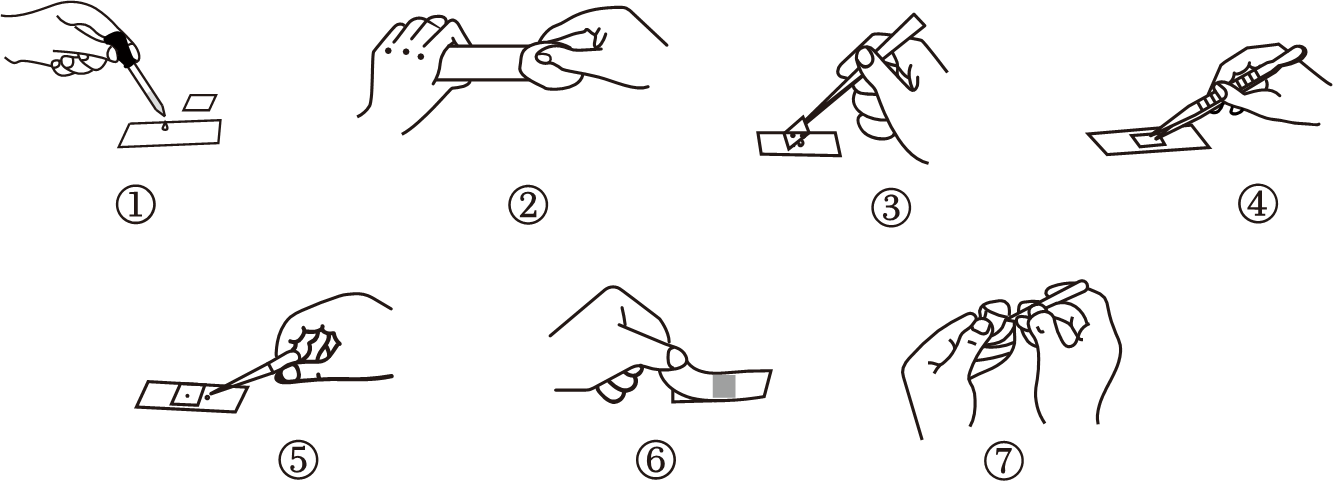 ① ② ③ ④
⑤ ⑥ ⑦